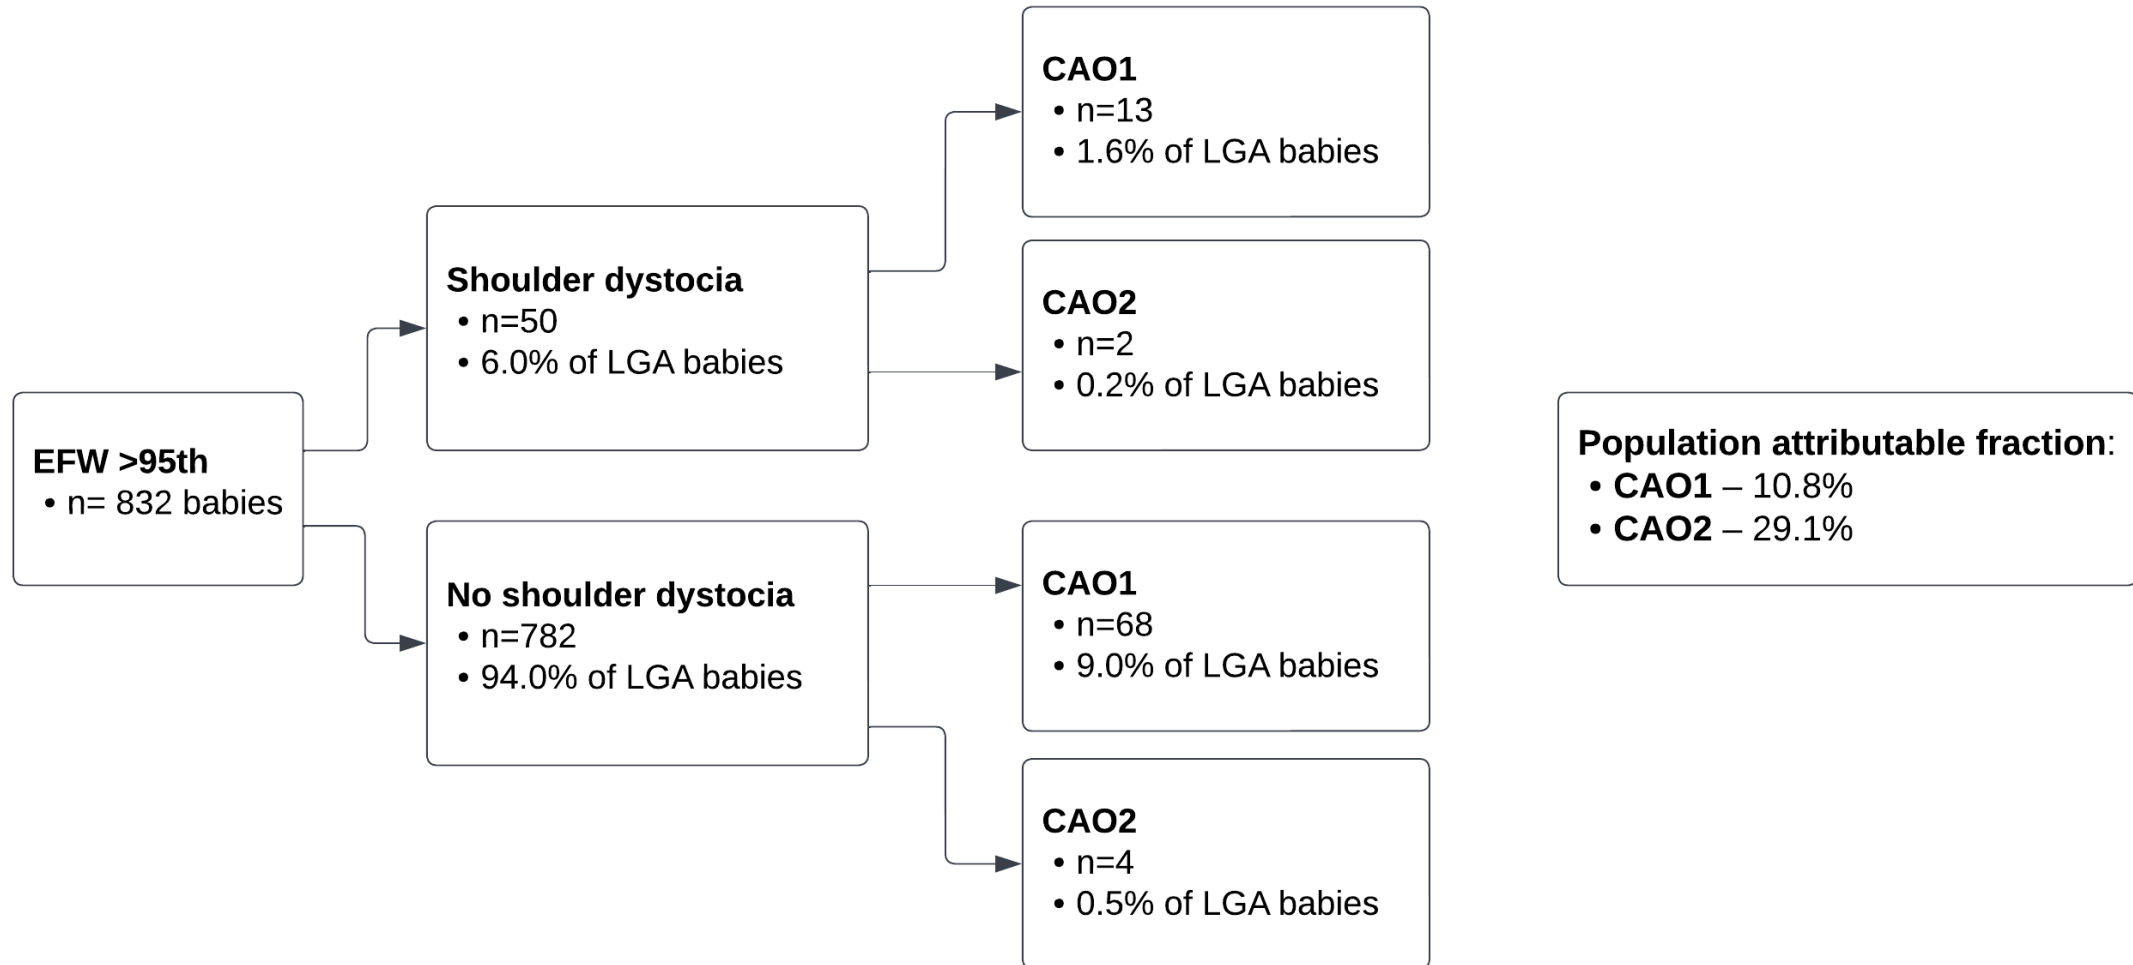 EFW >95th
• n= 832 babies
Shoulder dystocia
• n=50
• 6.0% of LGA babies
No shoulder dystocia
• n=782
• 94.0% of LGA babies
CAO1
• n=13
• 1.6% of LGA babies
CAO2
• n=2
• 0.2% of LGA babies
CAO1
• n=68
• 9.0% of LGA babies
CAO2
• n=4
• 0.5% of LGA babies
Population attributable fraction:
• CAO1 – 10.8%
• CAO2 – 29.1%